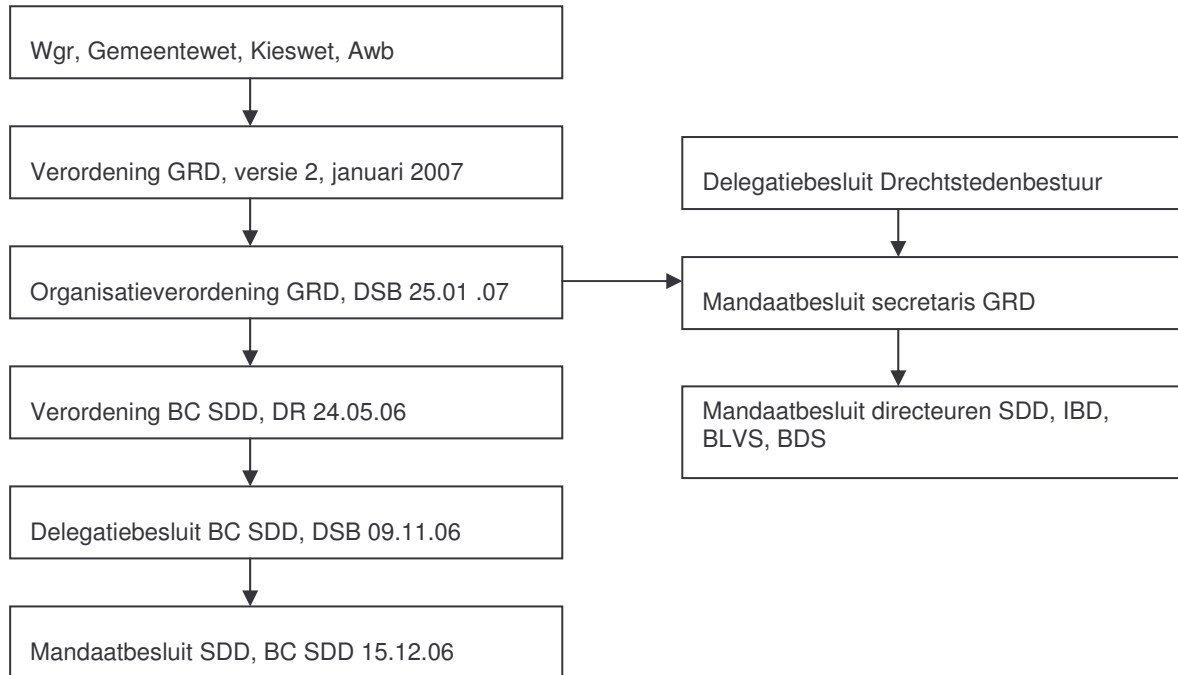 Wgr, Gemeentewet, Kieswet, Awb
Verordening GRD, versie 2, januari 2007
Organisatieverordening GRD, DSB 25.01 .07
Verordening BC SDD, DR 24.05.06
Delegatiebesluit BC SDD, DSB 09.11.06
Mandaatbesluit SDD, BC SDD 15.12.06
Delegatiebesluit Drechtstedenbestuur
Mandaatbesluit secretaris GRD
Mandaatbesluit directeuren SDD, IBD,
BLVS, BDS